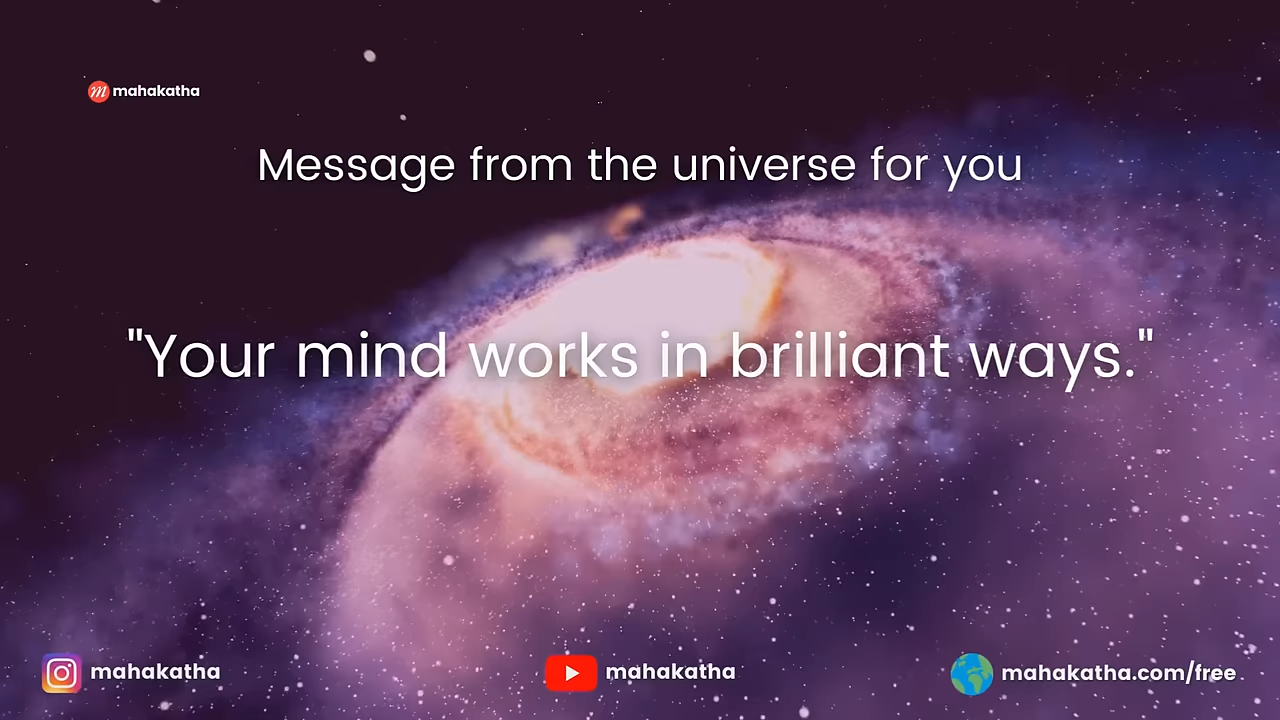 mahakatha
Message from the universe for you
"Your mind works in brilliant ways."
mahakatha
mahakatha
mahakatha.com/free